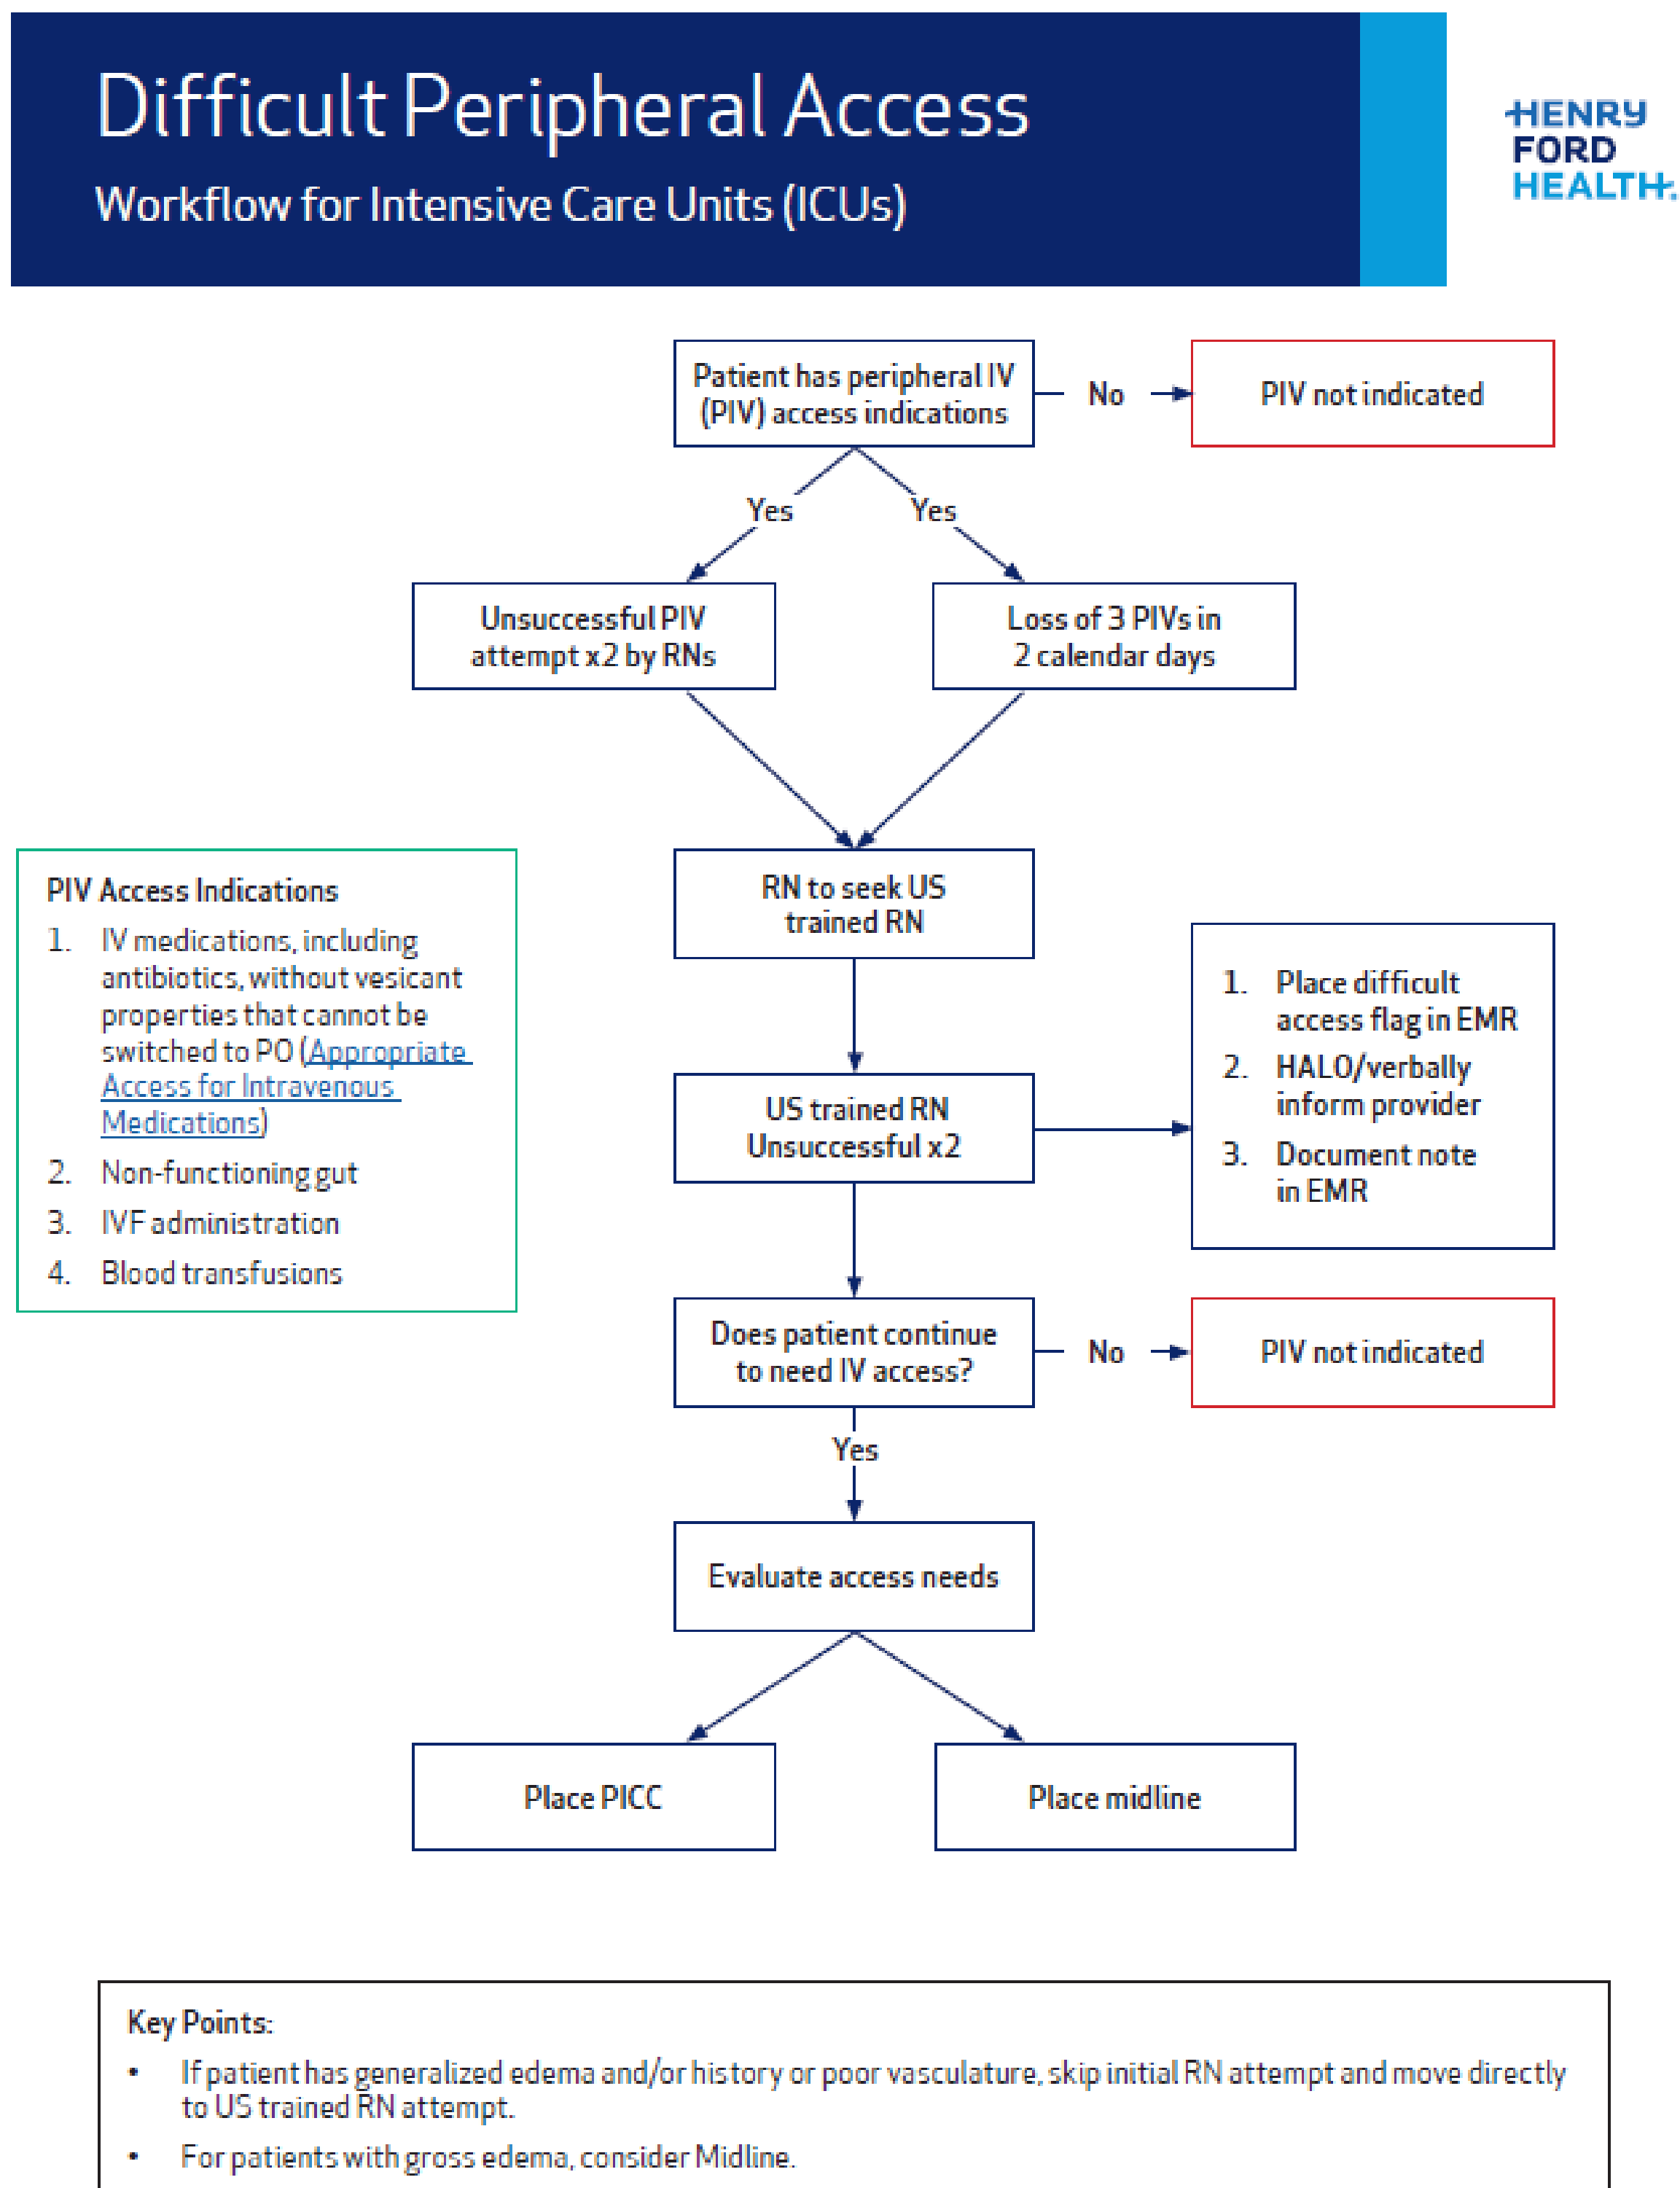 Difficult Peripheral Access
Workflow for Intensive Care Units (ICUs)
HENRY
FORD
HEALTH.
Patient has peripheral IV
(PIV) access indications
No
PIV not indicated
Yes
Yes
Unsuccessful PIV
attempt x2 by RNs
Loss of 3 PIVs in
2 calendar days
RN to seek US
trained RN
PIV Access Indications
1. IV medications, including
antibiotics, without vesicant
properties that cannot be
switched to PO (Appropriate
Access for Intravenous
Medications)
2. Non-functioning gut
3. IVF administration
4. Blood transfusions
US trained RN
Unsuccessful x2
1. Place difficult
access flag in EMR
2. HALO/verbally
inform provider
3. Document note
in EMR
Does patient continue
to need IV access?
No
PIV not indicated
Yes
Evaluate access needs
Place PICC
Place midline
Key Points:
• If patient has generalized edema and/or history or poor vasculature, skip initial RN attempt and move directly
to US trained RN attempt.
• For patients with gross edema, consider Midline.